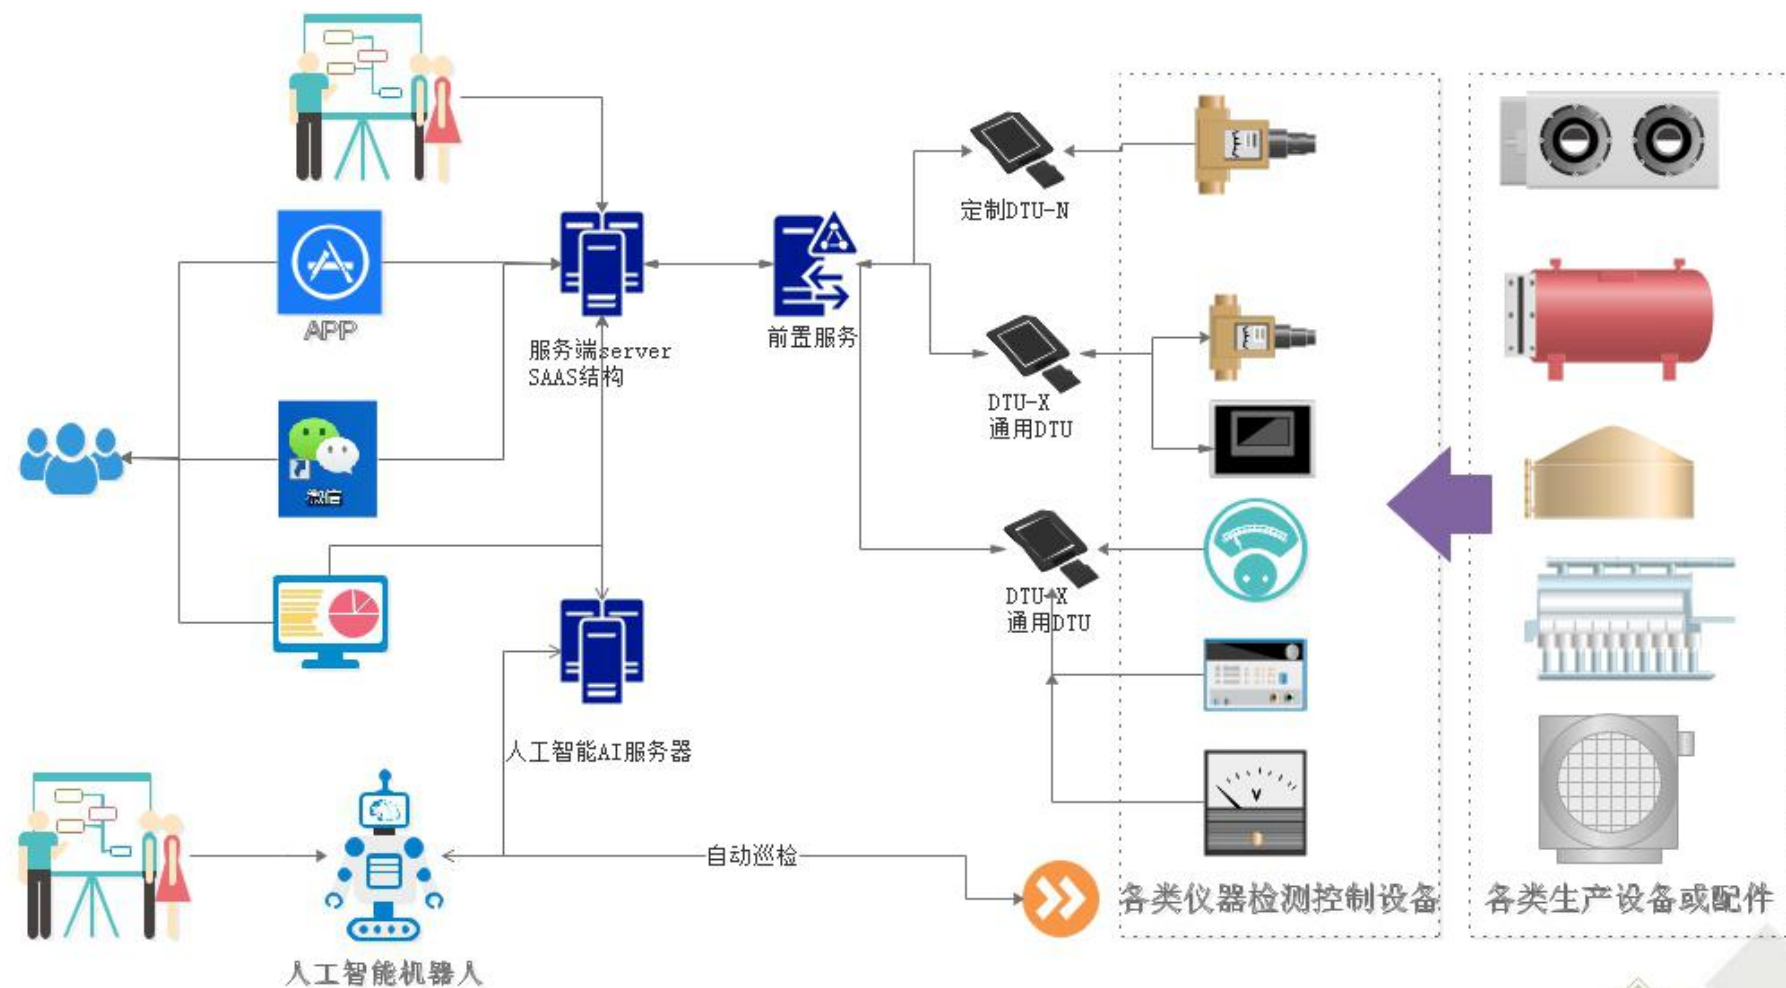 定制DTU-N
APP
服务端server
SAAS结构
前置服务
DTU-X
通用DTU
微信
DTU-X
通用DTU
V
人工智能AI服务器
自动巡检
各类仪器检测控制设备
各类生产设备或配件
人工智能机器人